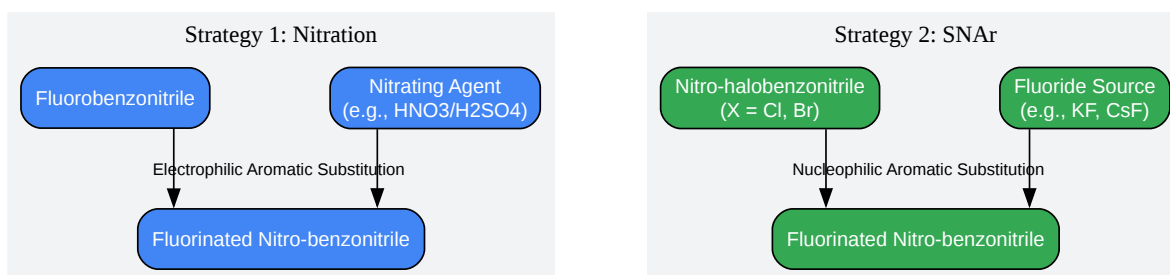 Strategy 1: Nitration
Fluorobenzonitrile
Nitrating Agent
(e.g., HNO3/H2SO4)
Electrophilic Aromatic Substitution
Fluorinated Nitro-benzonitrile
Strategy 2: SNAr
Nitro-halobenzonitrile
(X = Cl, Br)
Fluoride Source
(e.g., KF, CsF)
Nucleophilic Aromatic Substitution
Fluorinated Nitro-benzonitrile